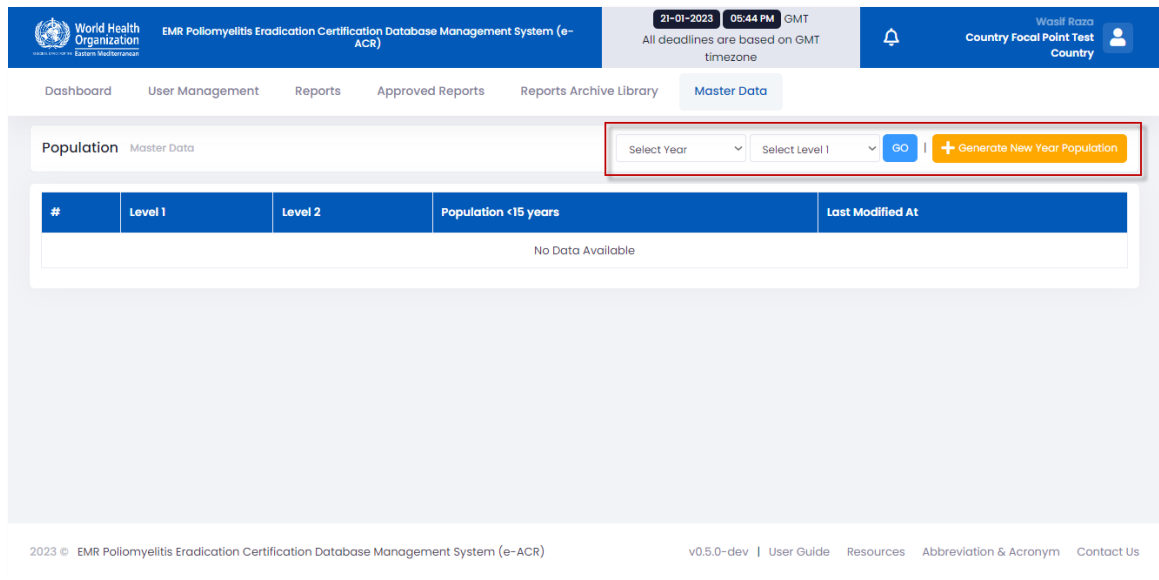 World Health
Organization
Eastern Mediterranean
EMR Poliomyelitis Eradication Certification Database Management System (e-
ACR)
21-01-2023 05:44 PM GMT
All deadlines are based on GMT
timezone
Wasif Raza
Country Focal Point Test
Country
Dashboard User Management Reports Approved Reports Reports Archive Library Master Data
Population Master Data
Select Year Select Level 1 GO | + Generate New Year Population
# Level 1 Level 2 Population <15 years Last Modified At
No Data Available
2023 © EMR Poliomyelitis Eradication Certification Database Management System (e-ACR) v0.5.0-dev | User Guide Resources Abbreviation & Acronym Contact Us